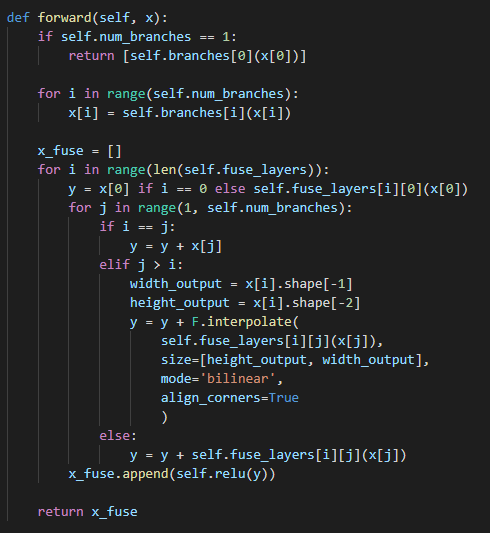 def forward(self, x):
    if self.num_branches == 1:
        return [self.branches[0](x[0])]

    for i in range(self.num_branches):
        x[i] = self.branches[i](x[i])

    x_fuse = []
    for i in range(len(self.fuse_layers)):
        y = x[0] if i == 0 else self.fuse_layers[i][0](x[0])
        for j in range(1, self.num_branches):
            if i == j:
                y = y + x[j]
            elif j > i:
                width_output = x[i].shape[-1]
                height_output = x[i].shape[-2]
                y = y + F.interpolate(
                    self.fuse_layers[i][j](x[j]),
                    size=[height_output, width_output],
                    mode='bilinear',
                    align_corners=True
                    )
            else:
                y = y + self.fuse_layers[i][j](x[j])
        x_fuse.append(self.relu(y))

    return x_fuse